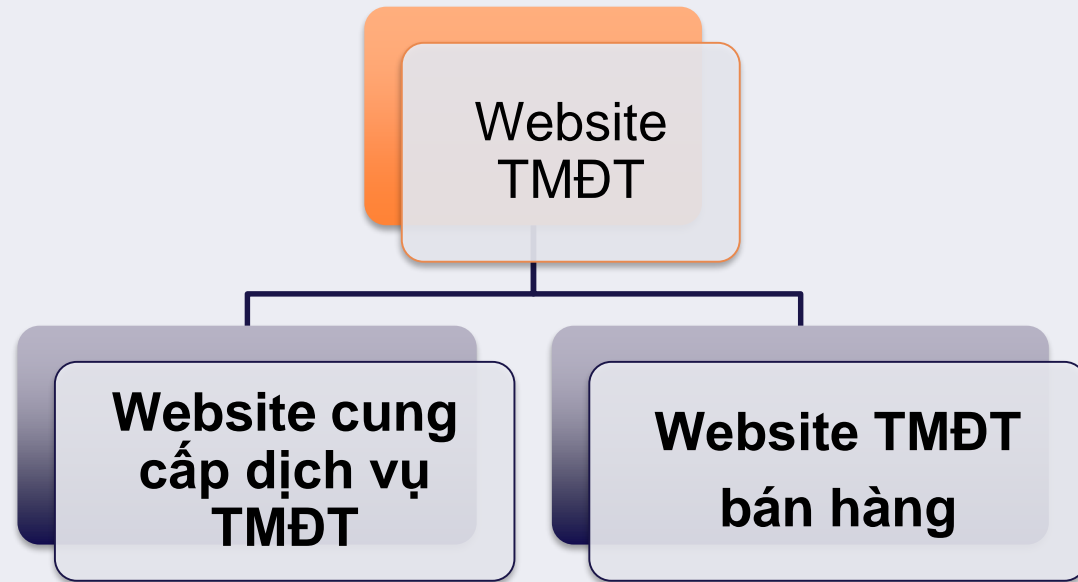 Website
TMĐT
Website cung
cấp dịch vụ
TMĐT
Website TMĐT
bán hàng